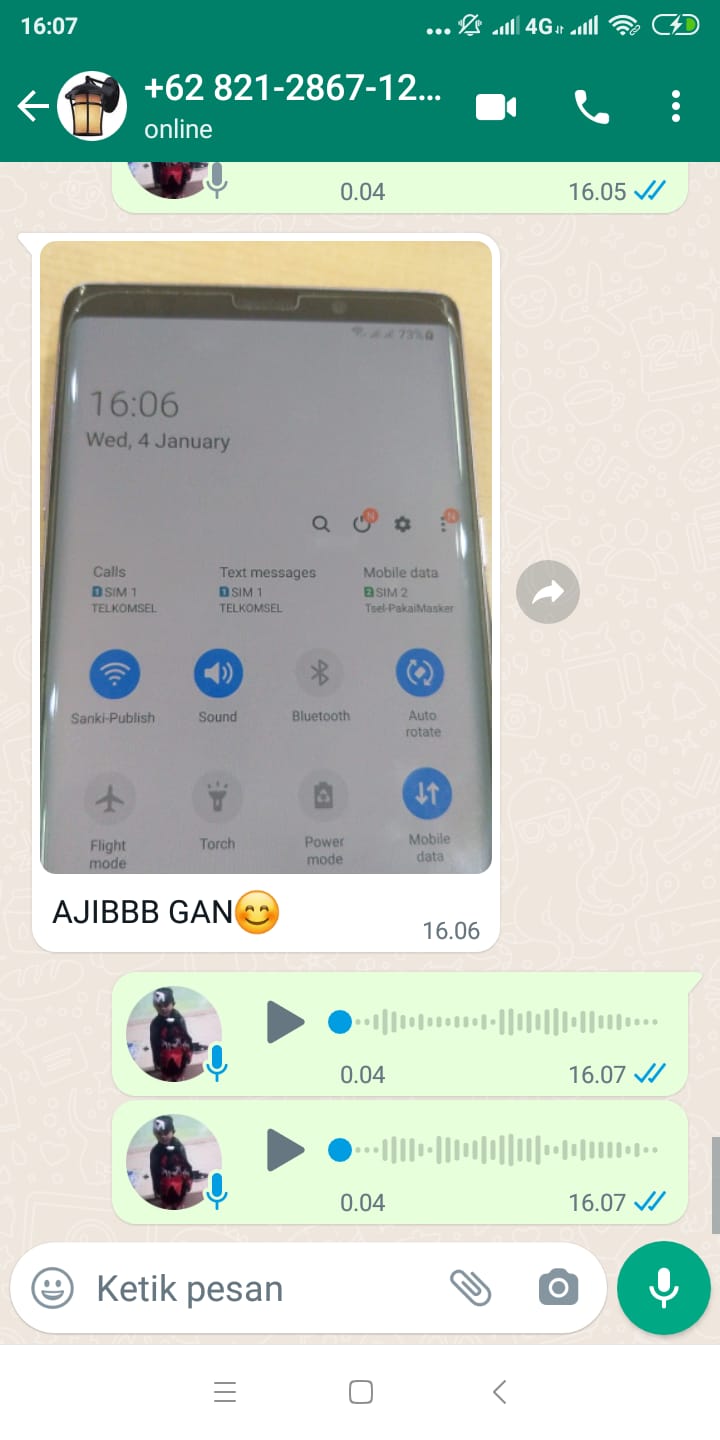 16:07
4G
+62 821-2867-12...
online
0.04
16.05
73%
16:06
Wed, 4 January
N
N
Calls
Text messages
Mobile data
1 SIM 1
1 SIM 1
2 SIM 2
TELKOMSEL
TELKOMSEL
Tsel-PakaiMasker
Sanki-Publish
Sound
Bluetooth
Auto
rotate
Flight
mode
Torch
Power
mode
Mobile
data
AJIBBB GAN😊
16.06
0.04
16.07
0.04
16.07
Ketik pesan